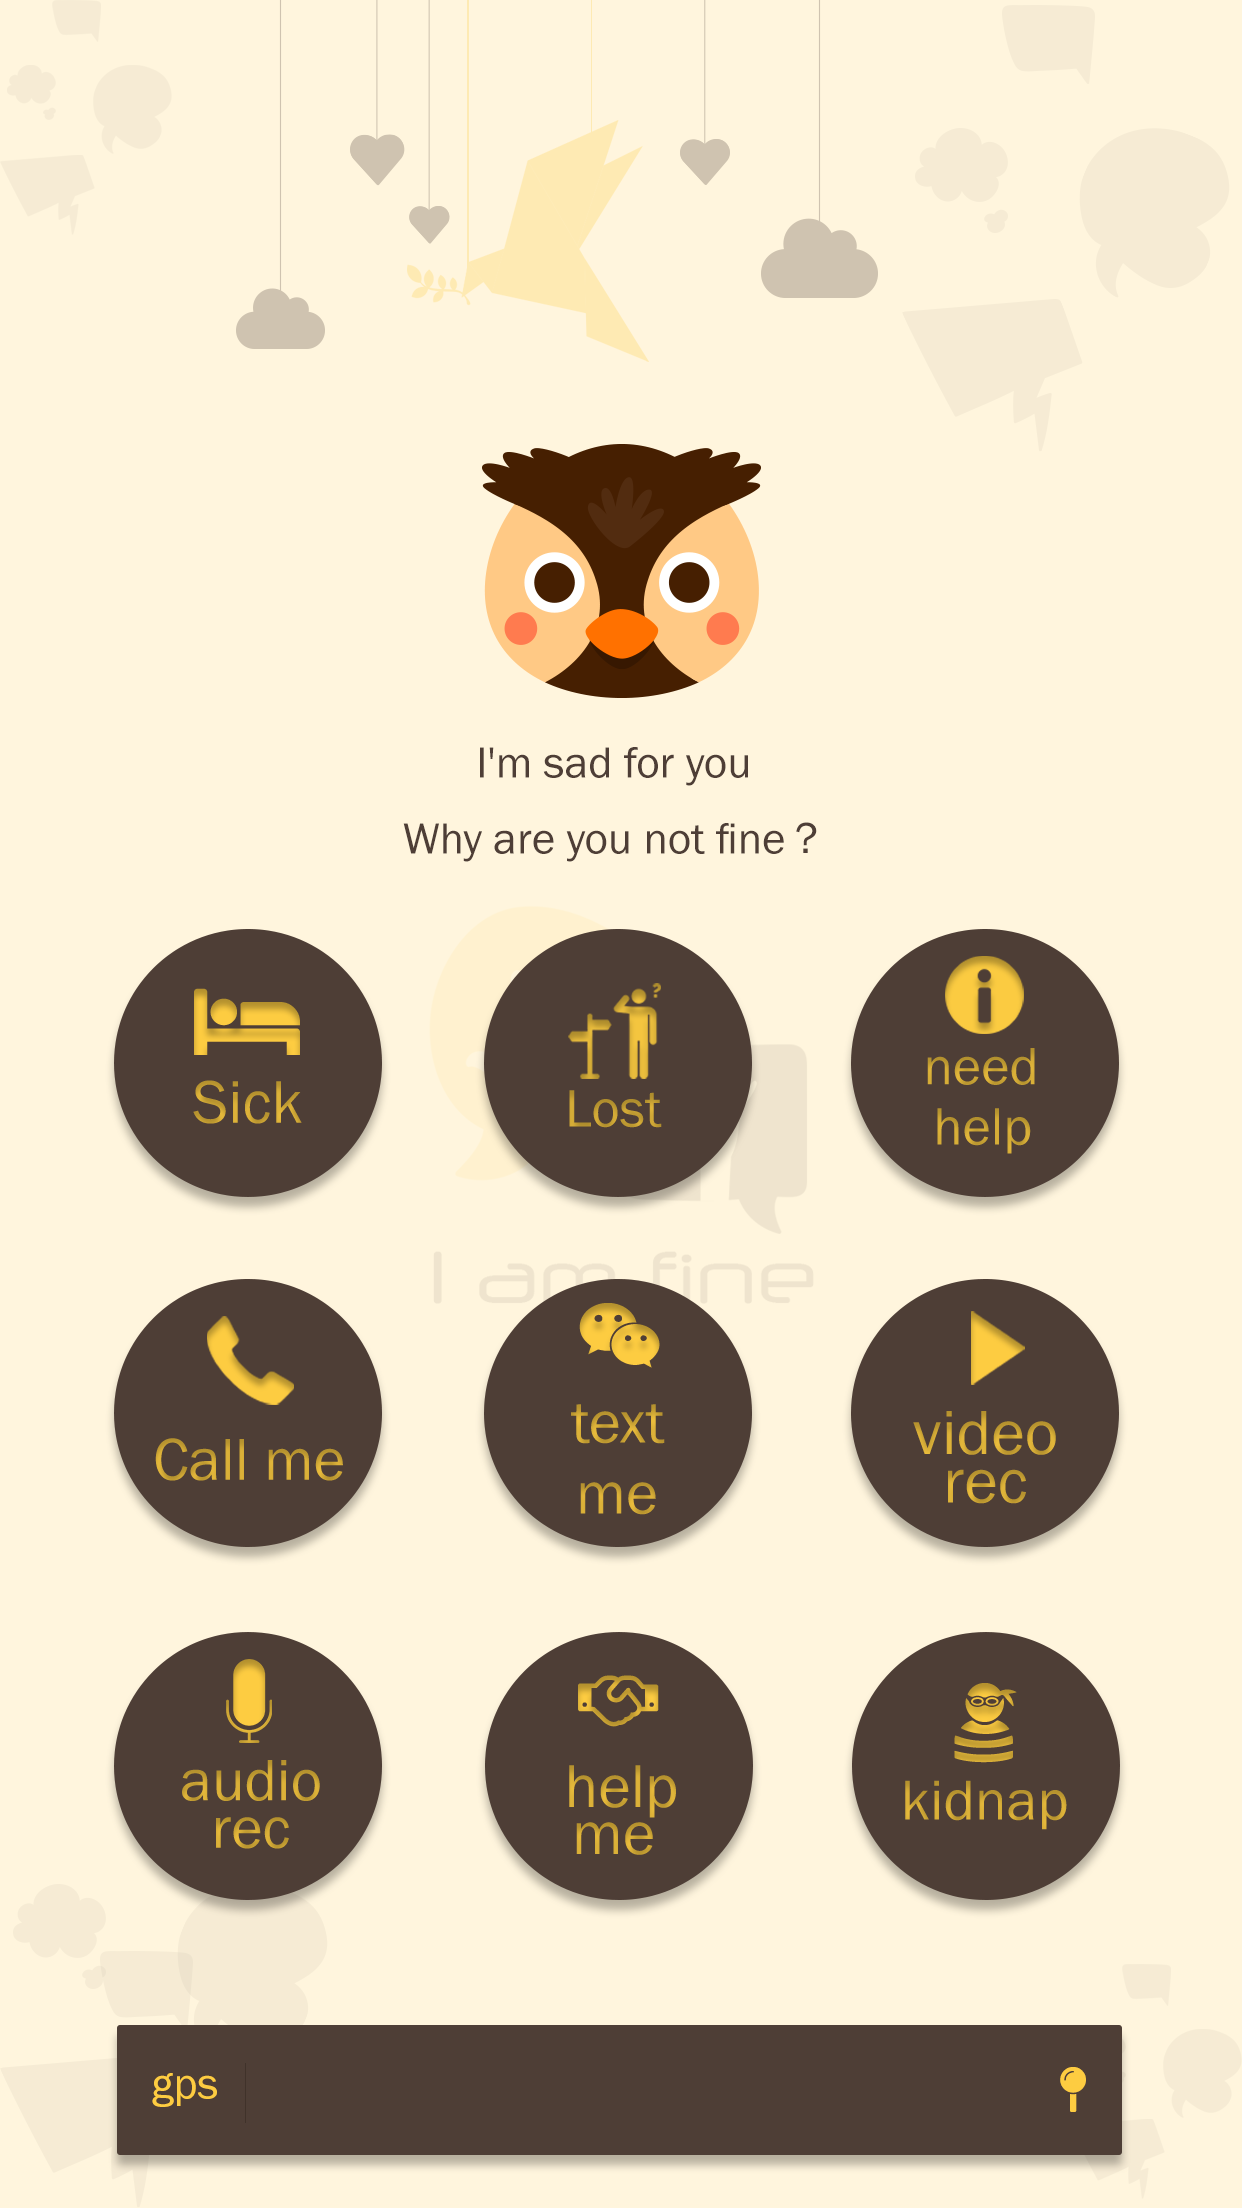 I'm sad for you
Why are you not fine ?
Sick
Lost
need
help
I am fine
Call me
text
me
video
rec
audio
rec
help
me
kidnap
gps